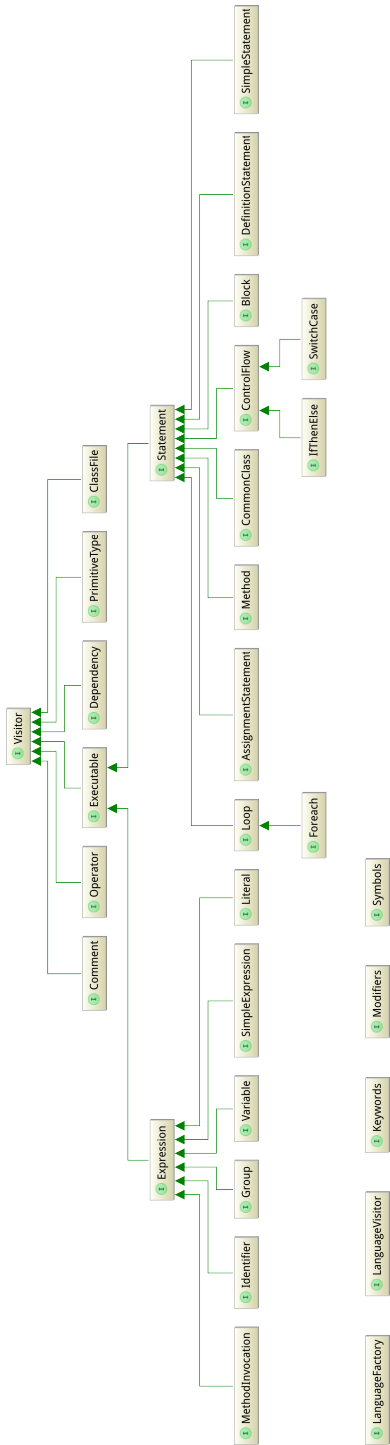 Visitor
Comment
Operator
Executable
Dependency
PrimitiveType
ClassFile
Expression
Statement
MethodInvocation
Identifier
Group
Variable
SimpleExpression
Literal
Loop
AssignmentStatement
Method
CommonClass
ControlFlow
Block
DefinitionStatement
SimpleStatement
Foreach
IfThenElse
SwitchCase
LanguageFactory
LanguageVisitor
Keywords
Modifiers
Symbols